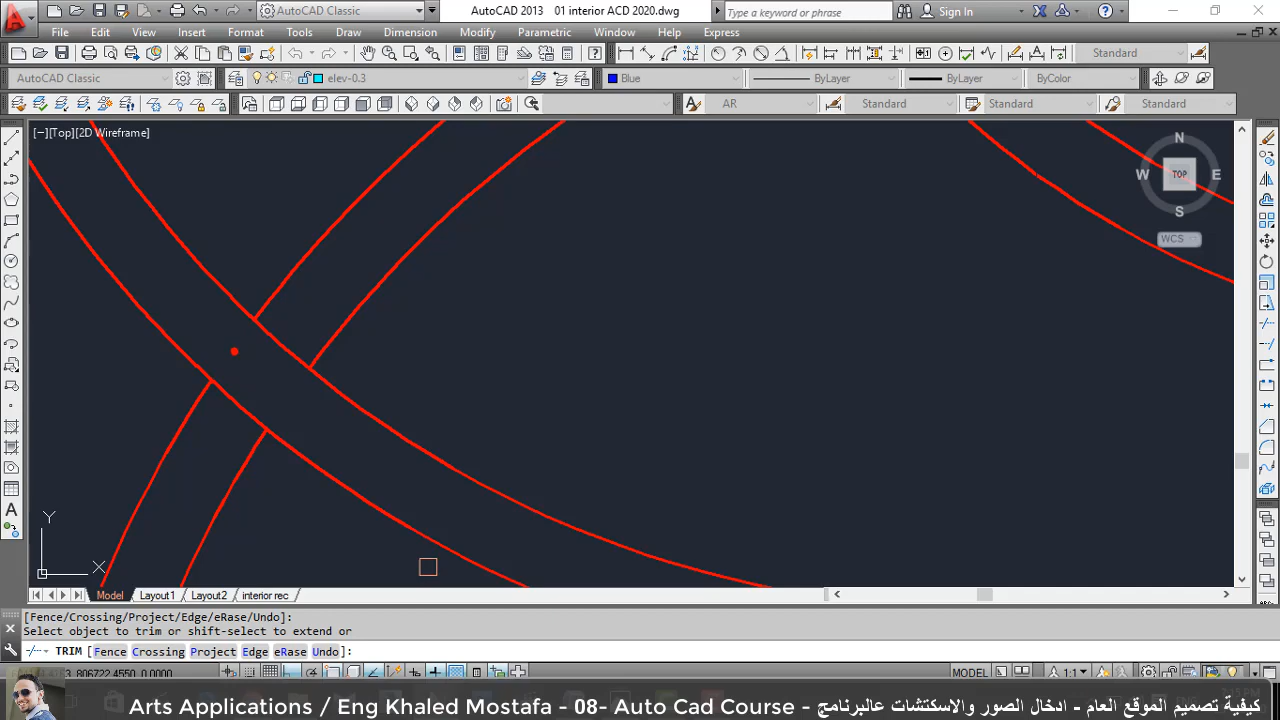 AutoCAD 2013 01 interior ACD 2020.dwg
AutoCAD Classic
Type a keyword or phrase
Sign In
File Edit View Insert Format Tools Draw Dimension Modify Parametric Window Help Express
Standard
AutoCAD Classic
elev-0.3
Blue
ByLayer
ByLayer
ByColor
AR
Standard
Standard
Standard
[−][Top][2D Wireframe]
N
W TOP E
S
WCS
Y
X
Model Layout1 Layout2 interior rec
[Fence/Crossing/Project/Edge/eRase/Undo]:
Select object to trim or shift-select to extend or
TRIM [Fence Crossing Project Edge eRase Undo]:
806722.4550, 0.0000
MODEL
1:1
Arts Applications / Eng Khaled Mostafa - 08- Auto Cad Course - كيفية تصميم الموقع العام - ادخال الصور والاسكتشات عالبرنامج